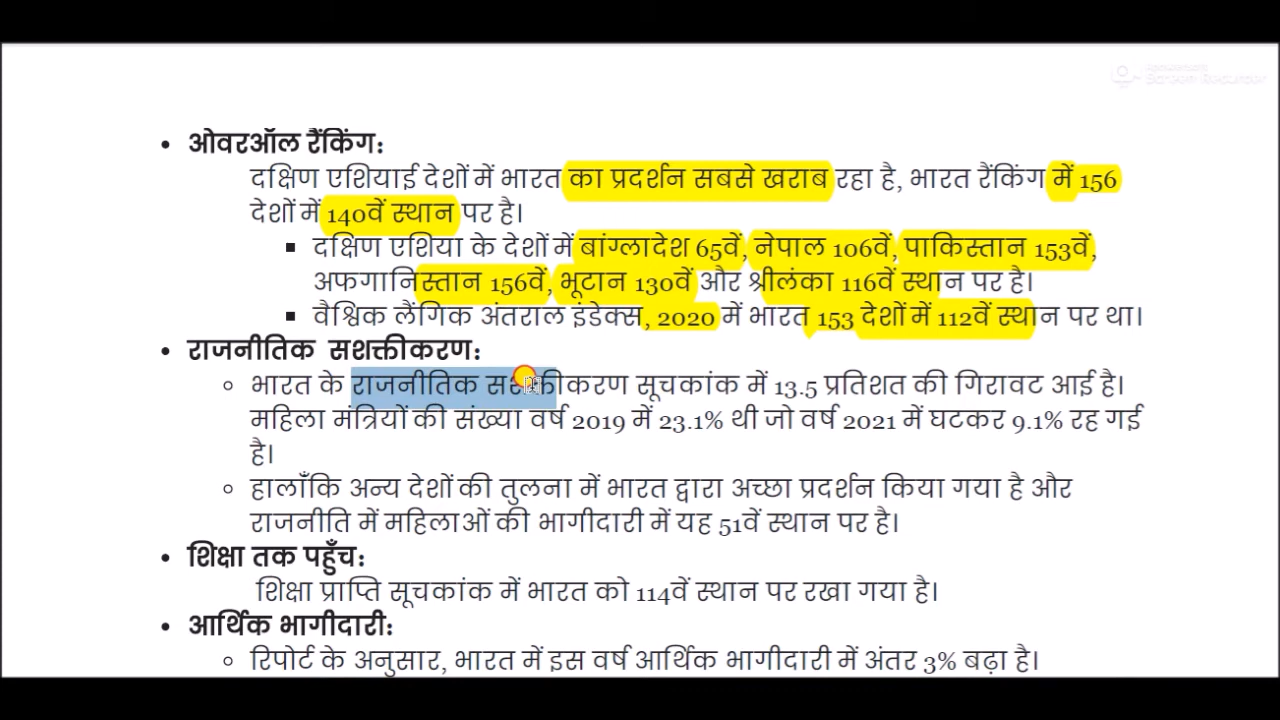 Screen Recorder
• ओवरऑल रैंकिंग:
दक्षिण एशियाई देशों में भारत का प्रदर्शन सबसे खराब रहा है, भारत रैंकिंग में 156
देशों में 140वें स्थान पर है।
▪ दक्षिण एशिया के देशों में बांग्लादेश 65वें, नेपाल 106वें, पाकिस्तान 153वें,
अफगानिस्तान 156वें, भूटान 130वें और श्रीलंका 116वें स्थान पर है।
▪ वैश्विक लैंगिक अंतराल इंडेक्स, 2020 में भारत 153 देशों में 112वें स्थान पर था।
• राजनीतिक सशक्तीकरण:
○ भारत के राजनीतिक सशक्तीकरण सूचकांक में 13.5 प्रतिशत की गिरावट आई है।
महिला मंत्रियों की संख्या वर्ष 2019 में 23.1% थी जो वर्ष 2021 में घटकर 9.1% रह गई
है।
○ हालाँकि अन्य देशों की तुलना में भारत द्वारा अच्छा प्रदर्शन किया गया है और
राजनीति में महिलाओं की भागीदारी में यह 51वें स्थान पर है।
• शिक्षा तक पहुँच:
शिक्षा प्राप्ति सूचकांक में भारत को 114वें स्थान पर रखा गया है।
• आर्थिक भागीदारी:
○ रिपोर्ट के अनुसार, भारत में इस वर्ष आर्थिक भागीदारी में अंतर 3% बढ़ा है।